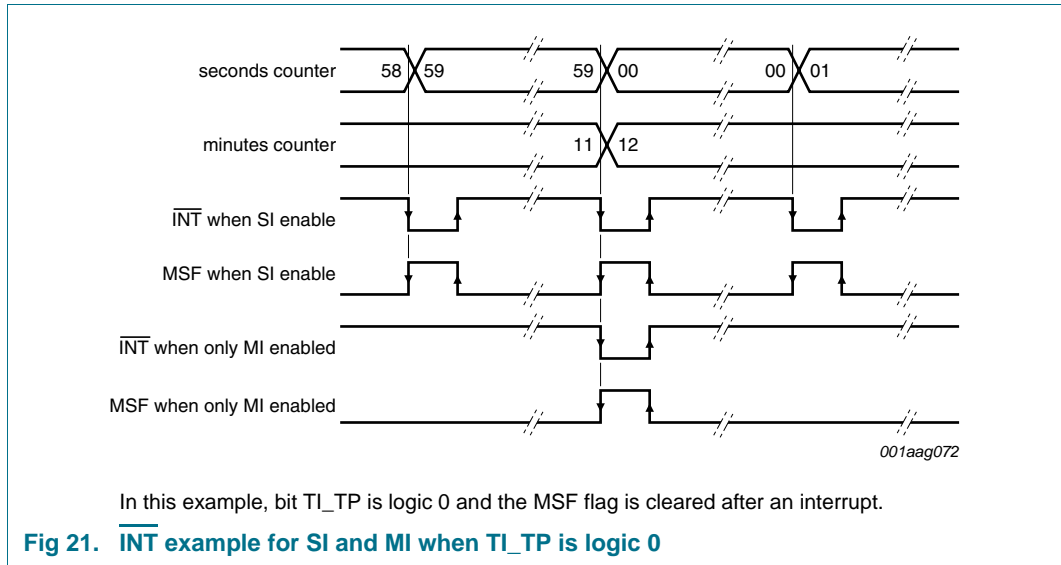 seconds counter 58 59 59 00 00 01
minutes counter 11 12
INT when SI enable
MSF when SI enable
INT when only MI enabled
MSF when only MI enabled
001aag072
In this example, bit TI_TP is logic 0 and the MSF flag is cleared after an interrupt.
Fig 21. INT example for SI and MI when TI_TP is logic 0